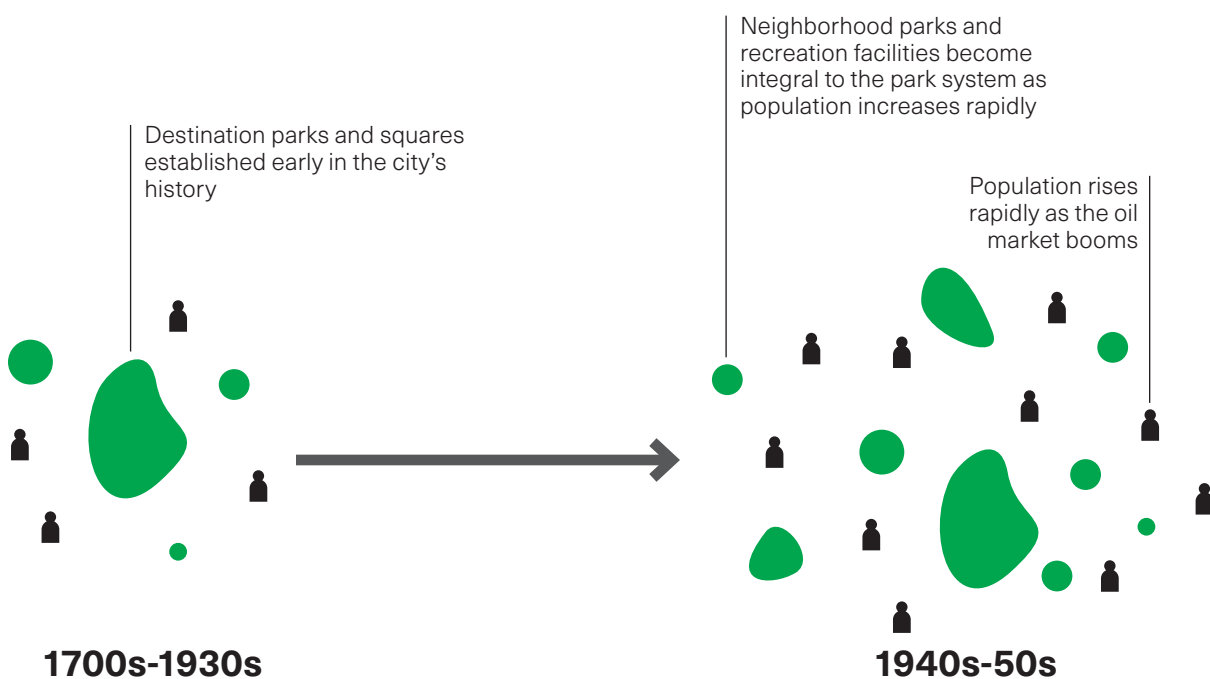 Destination parks and squares
established early in the city’s
history
Neighborhood parks and
recreation facilities become
integral to the park system as
population increases rapidly
Population rises
rapidly as the oil
market booms
1700s-1930s
1940s-50s